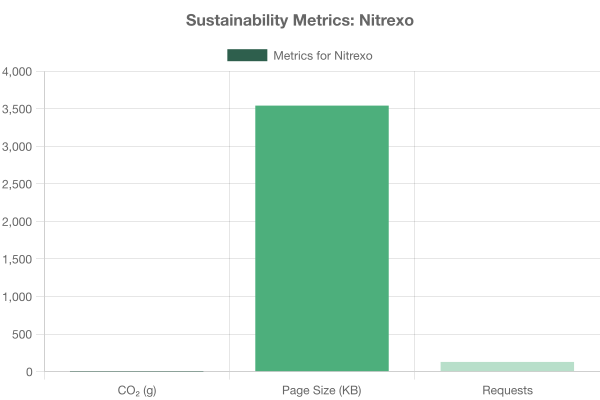 Sustainability Metrics: Nitrexo
Metrics for Nitrexo
4,000
3,500
3,000
2,500
2,000
1,500
1,000
500
0
CO₂ (g)
Page Size (KB)
Requests